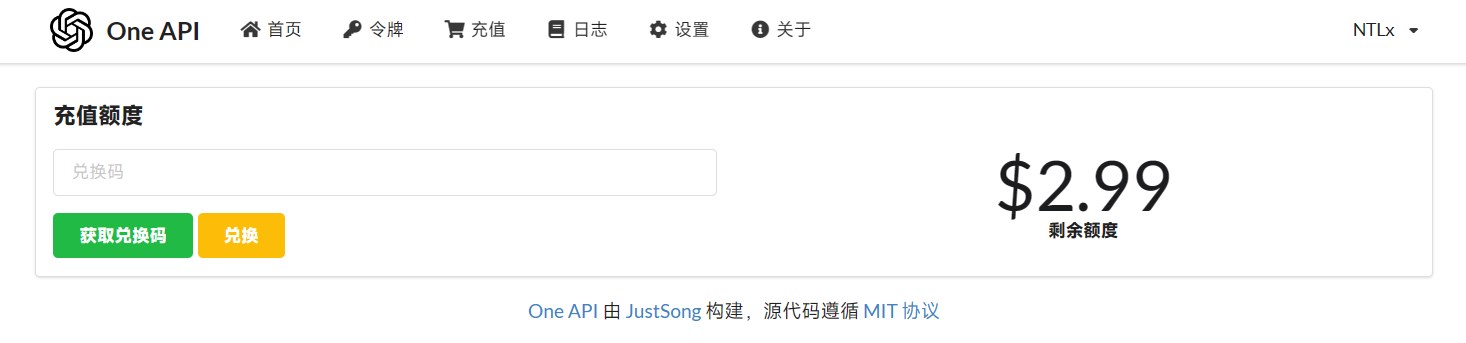 One API 首页 令牌 充值 日志 设置 关于 NTLx
充值额度
兑换码
$2.99
剩余额度
获取兑换码 兑换
One API 由 JustSong 构建，源代码遵循 MIT 协议